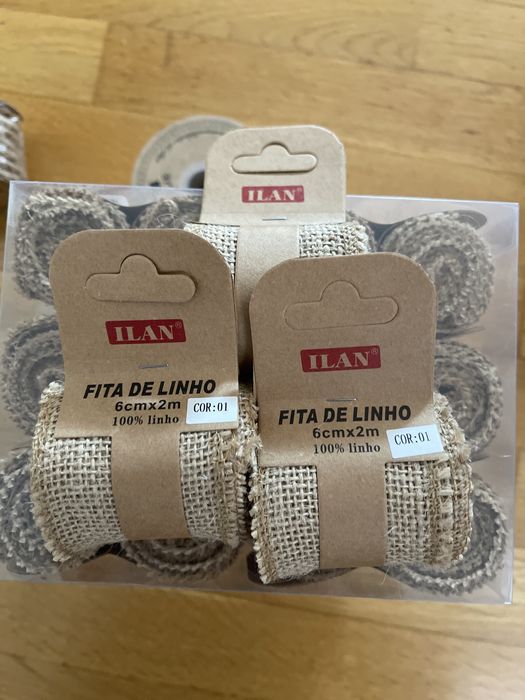 ILAN®
ILAN®
FITA DE LINHO
6cmx2m
100% linho
COR:01
ILAN®
FITA DE LINHO
6cmx2m
100% linho
COR:01